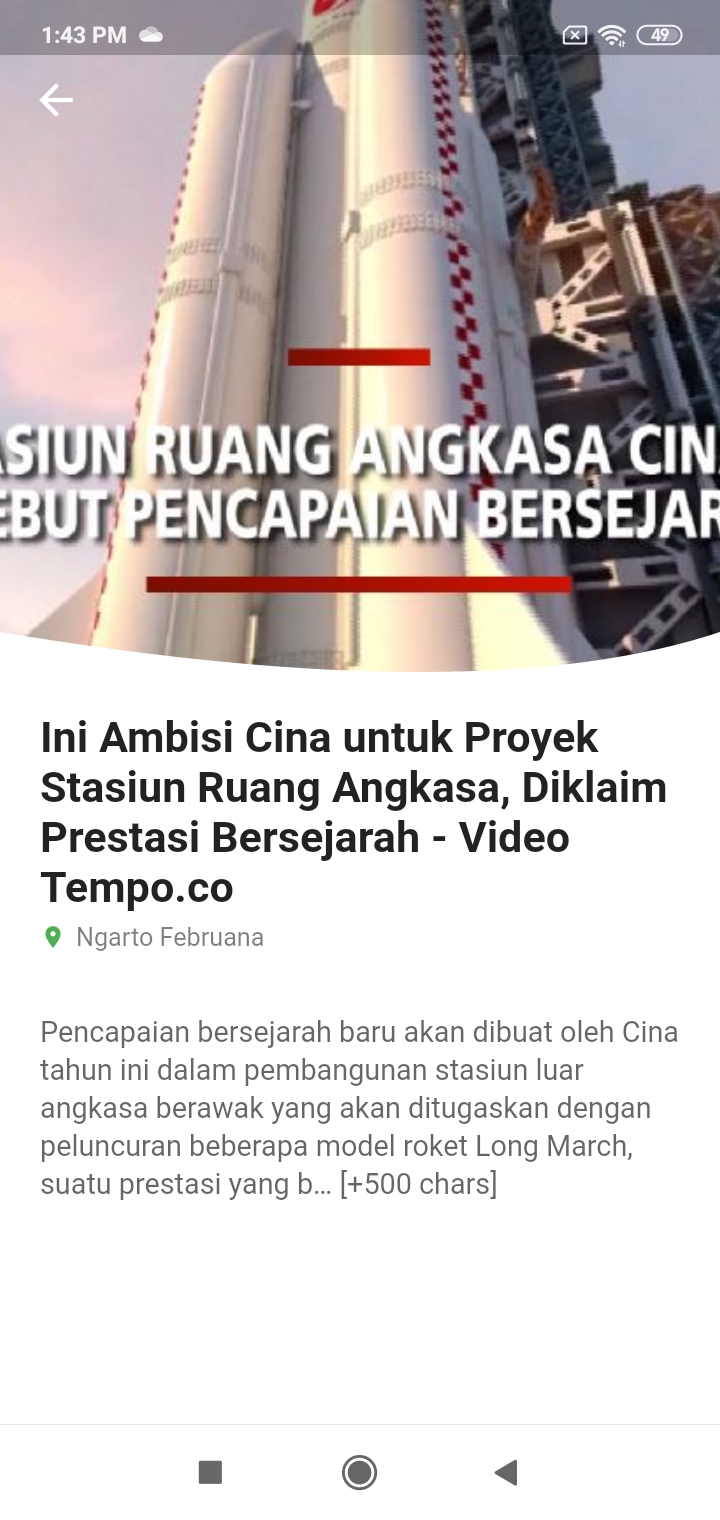 1:43 PM
49
ASIUN RUANG ANGKASA CIN
EBUT PENCAPAIAN BERSEJAR
Ini Ambisi Cina untuk Proyek
Stasiun Ruang Angkasa, Diklaim
Prestasi Bersejarah - Video
Tempo.co
Ngarto Februana
Pencapaian bersejarah baru akan dibuat oleh Cina
tahun ini dalam pembangunan stasiun luar
angkasa berawak yang akan ditugaskan dengan
peluncuran beberapa model roket Long March,
suatu prestasi yang b… [+500 chars]